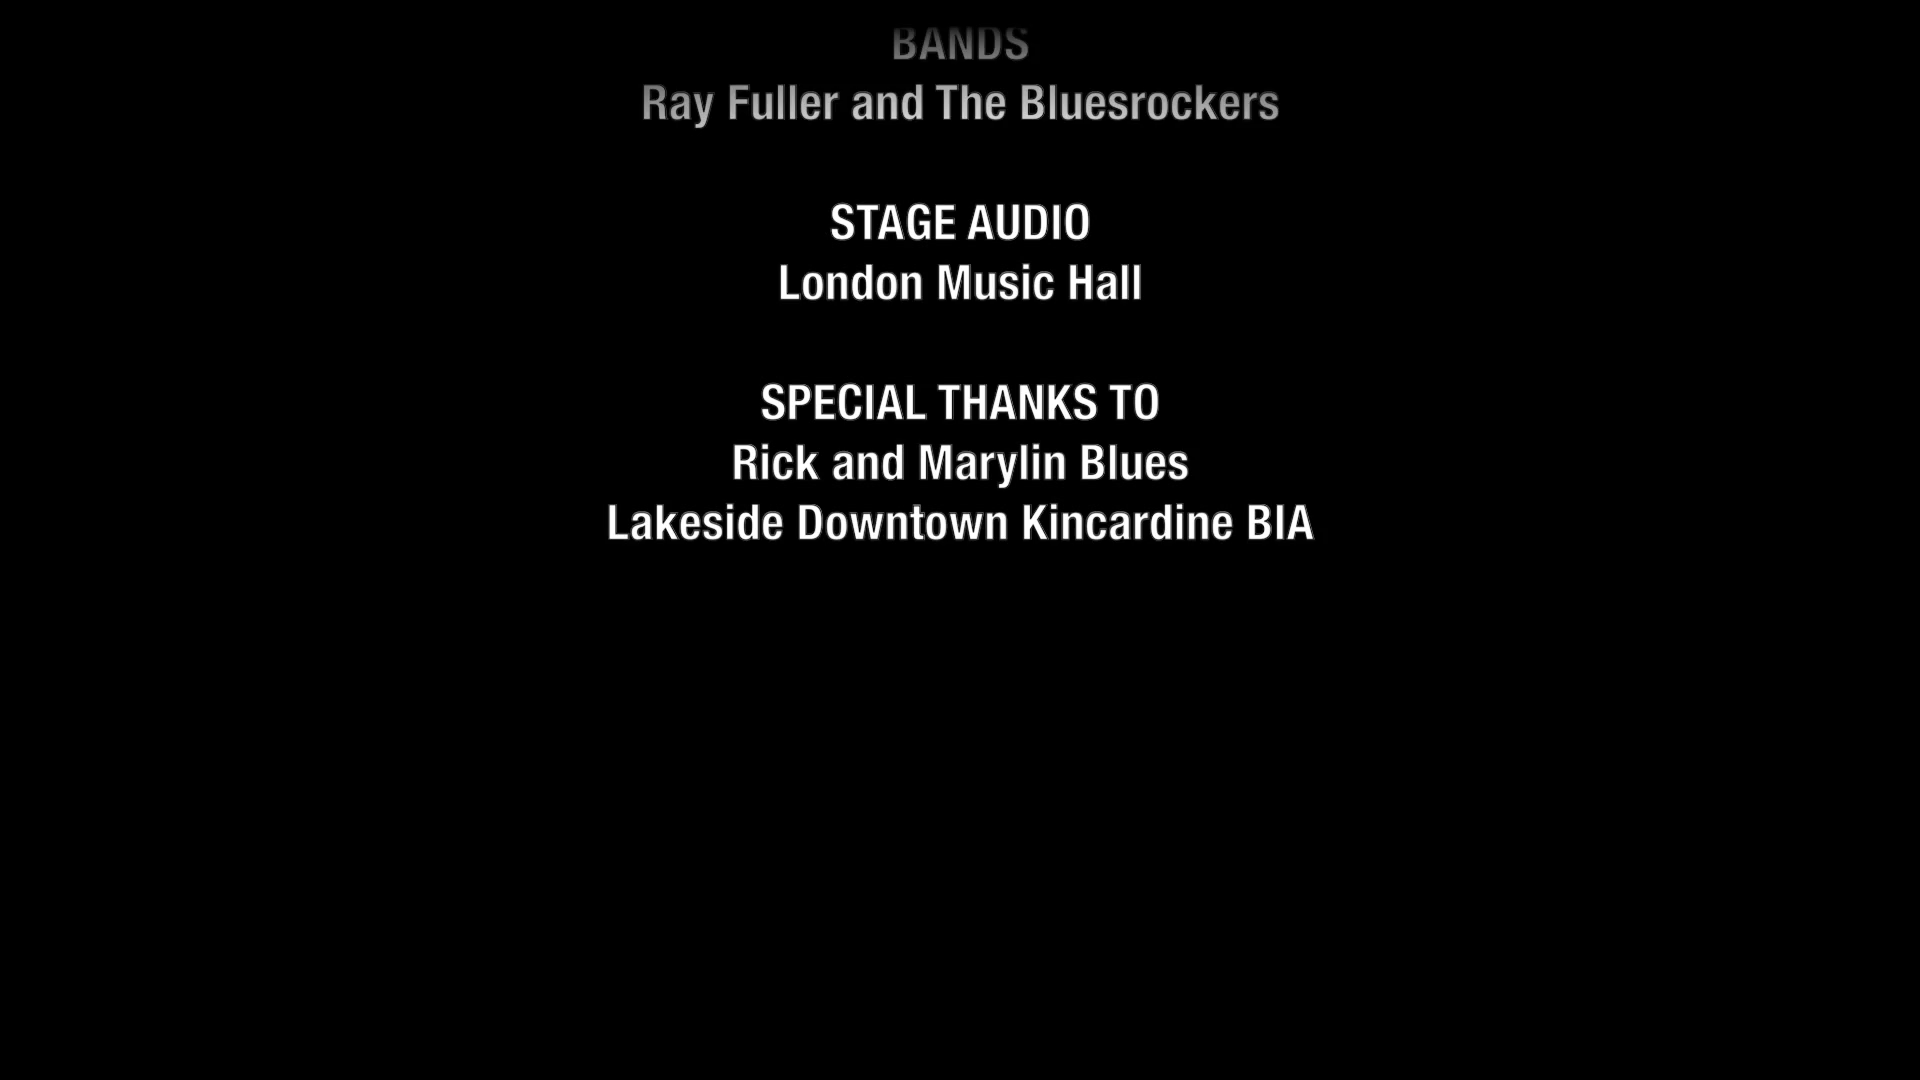 BANDS
Ray Fuller and The Bluesrockers
STAGE AUDIO
London Music Hall
SPECIAL THANKS TO
Rick and Marylin Blues
Lakeside Downtown Kincardine BIA